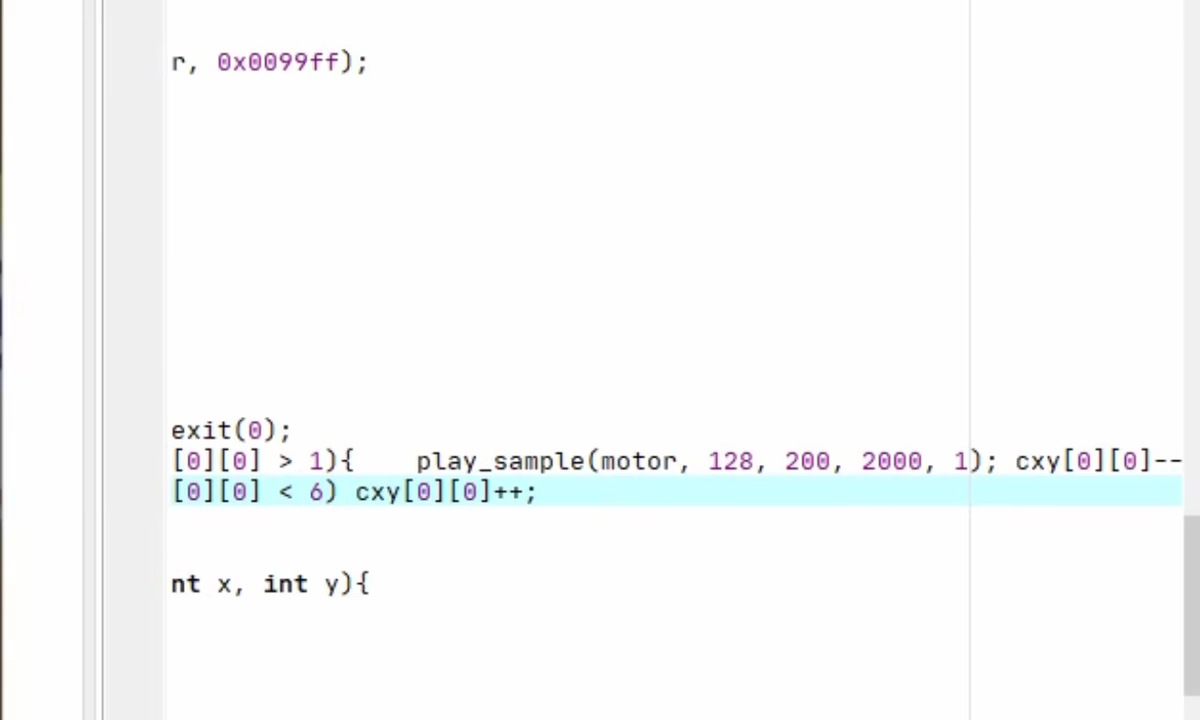 r, 0x0099ff);
exit(0);
[0][0] > 1){    play_sample(motor, 128, 200, 2000, 1); cxy[0][0]--
[0][0] < 6) cxy[0][0]++;
nt x, int y){